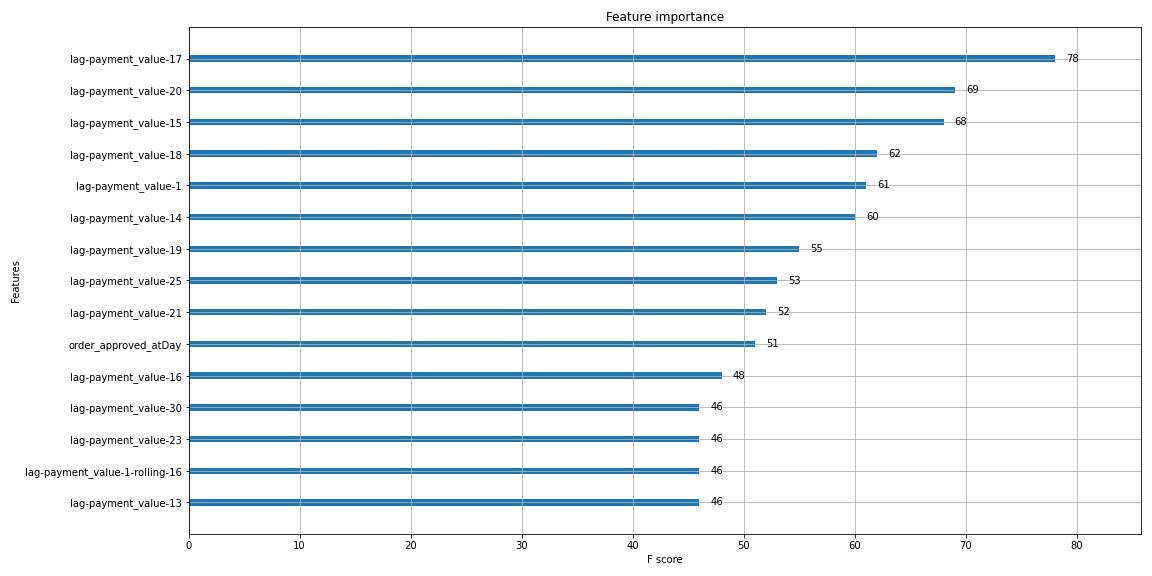 Feature importance
Features
lag-payment_value-17 78
lag-payment_value-20 69
lag-payment_value-15 68
lag-payment_value-18 62
lag-payment_value-1 61
lag-payment_value-14 60
lag-payment_value-19 55
lag-payment_value-25 53
lag-payment_value-21 52
order_approved_atDay 51
lag-payment_value-16 48
lag-payment_value-30 46
lag-payment_value-23 46
lag-payment_value-1-rolling-16 46
lag-payment_value-13 46
0 10 20 30 40 50 60 70 80
F score